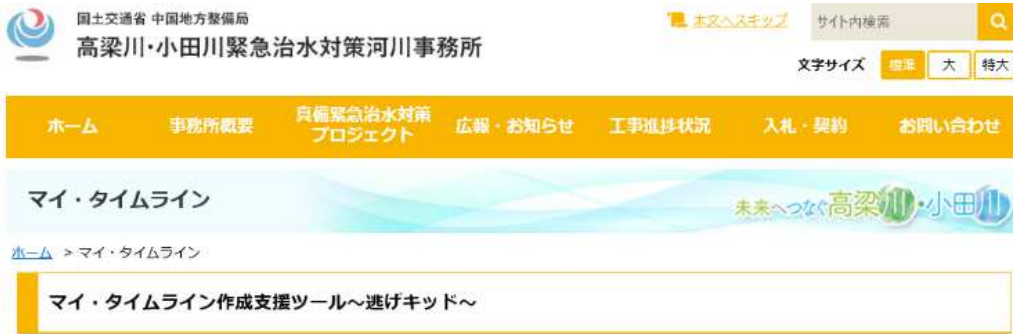 国土交通省 中国地方整備局
高梁川・小田川緊急治水対策河川事務所
本文へスキップ
サイト内検索
文字サイズ 標準 大 特大
ホーム 事務所概要 真備緊急治水対策プロジェクト 広報・お知らせ 工事進捗状況 入札・契約 お問い合わせ
マイ・タイムライン
未来へつなぐ高梁川・小田川
ホーム > マイ・タイムライン
マイ・タイムライン作成支援ツール～逃げキッド～